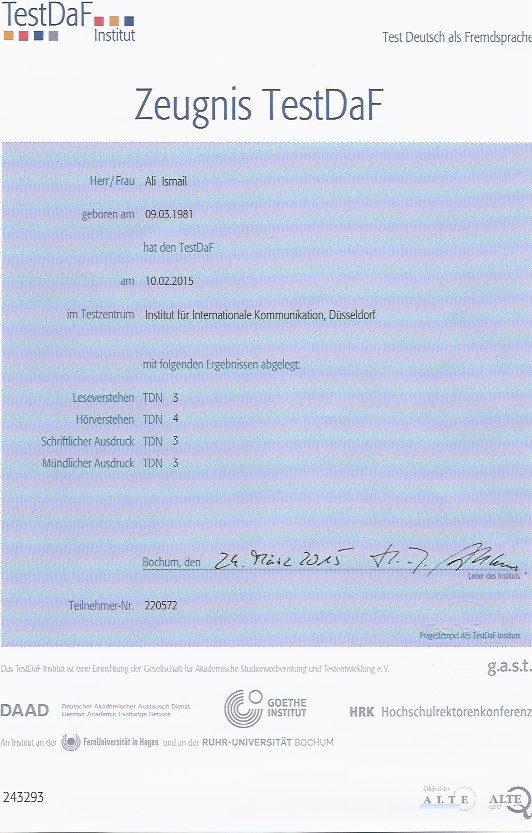 TestDaF
Institut
Test Deutsch als Fremdsprache
Zeugnis TestDaF
Herr/Frau Ali Ismail
geboren am 09.03.1981
hat den TestDaF
am 10.02.2015
im Testzentrum Institut für Internationale Kommunikation, Düsseldorf
mit folgenden Ergebnissen abgelegt:
Leseverstehen TDN 3
Hörverstehen TDN 4
Schriftlicher Ausdruck TDN 3
Mündlicher Ausdruck TDN 3
Bochum, den 24. März 2015
Leiter des Instituts
Teilnehmer-Nr. 220572
Prägestempel des TestDaF Instituts
Das TestDaF Institut ist eine Einrichtung der Gesellschaft für Akademische Studienvorbereitung und Testentwicklung e. V.
g.a.s.t.
DAAD
Deutscher Akademischer Austausch Dienst
German Academic Exchange Service
GOETHE
INSTITUT
HRK Hochschulrektorenkonferenz
An-Institut an der FernUniversität in Hagen und an der RUHR-UNIVERSITÄT BOCHUM
243293
Mitglied der
ALTE
ALTE